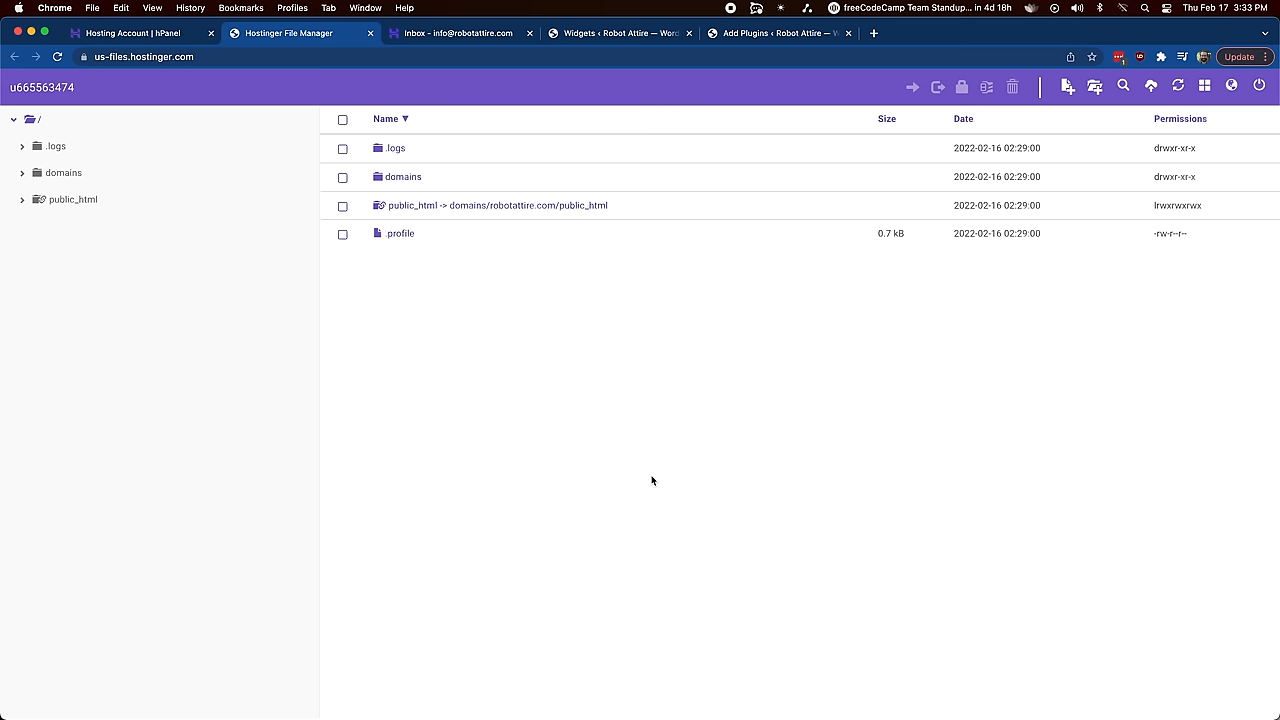 Chrome File Edit View History Bookmarks Profiles Tab Window Help freeCodeCamp Team Standup... in 4d 18h Thu Feb 17 3:33 PM
Hosting Account | hPanel Hostinger File Manager Inbox - info@robotattire.com Widgets ‹ Robot Attire — Word Add Plugins ‹ Robot Attire — W
us-files.hostinger.com Update
u665563474
/
.logs
domains
public_html
Name ▼ Size Date Permissions
.logs 2022-02-16 02:29:00 drwxr-xr-x
domains 2022-02-16 02:29:00 drwxr-xr-x
public_html -> domains/robotattire.com/public_html 2022-02-16 02:29:00 lrwxrwxrwx
.profile 0.7 kB 2022-02-16 02:29:00 -rw-r--r--